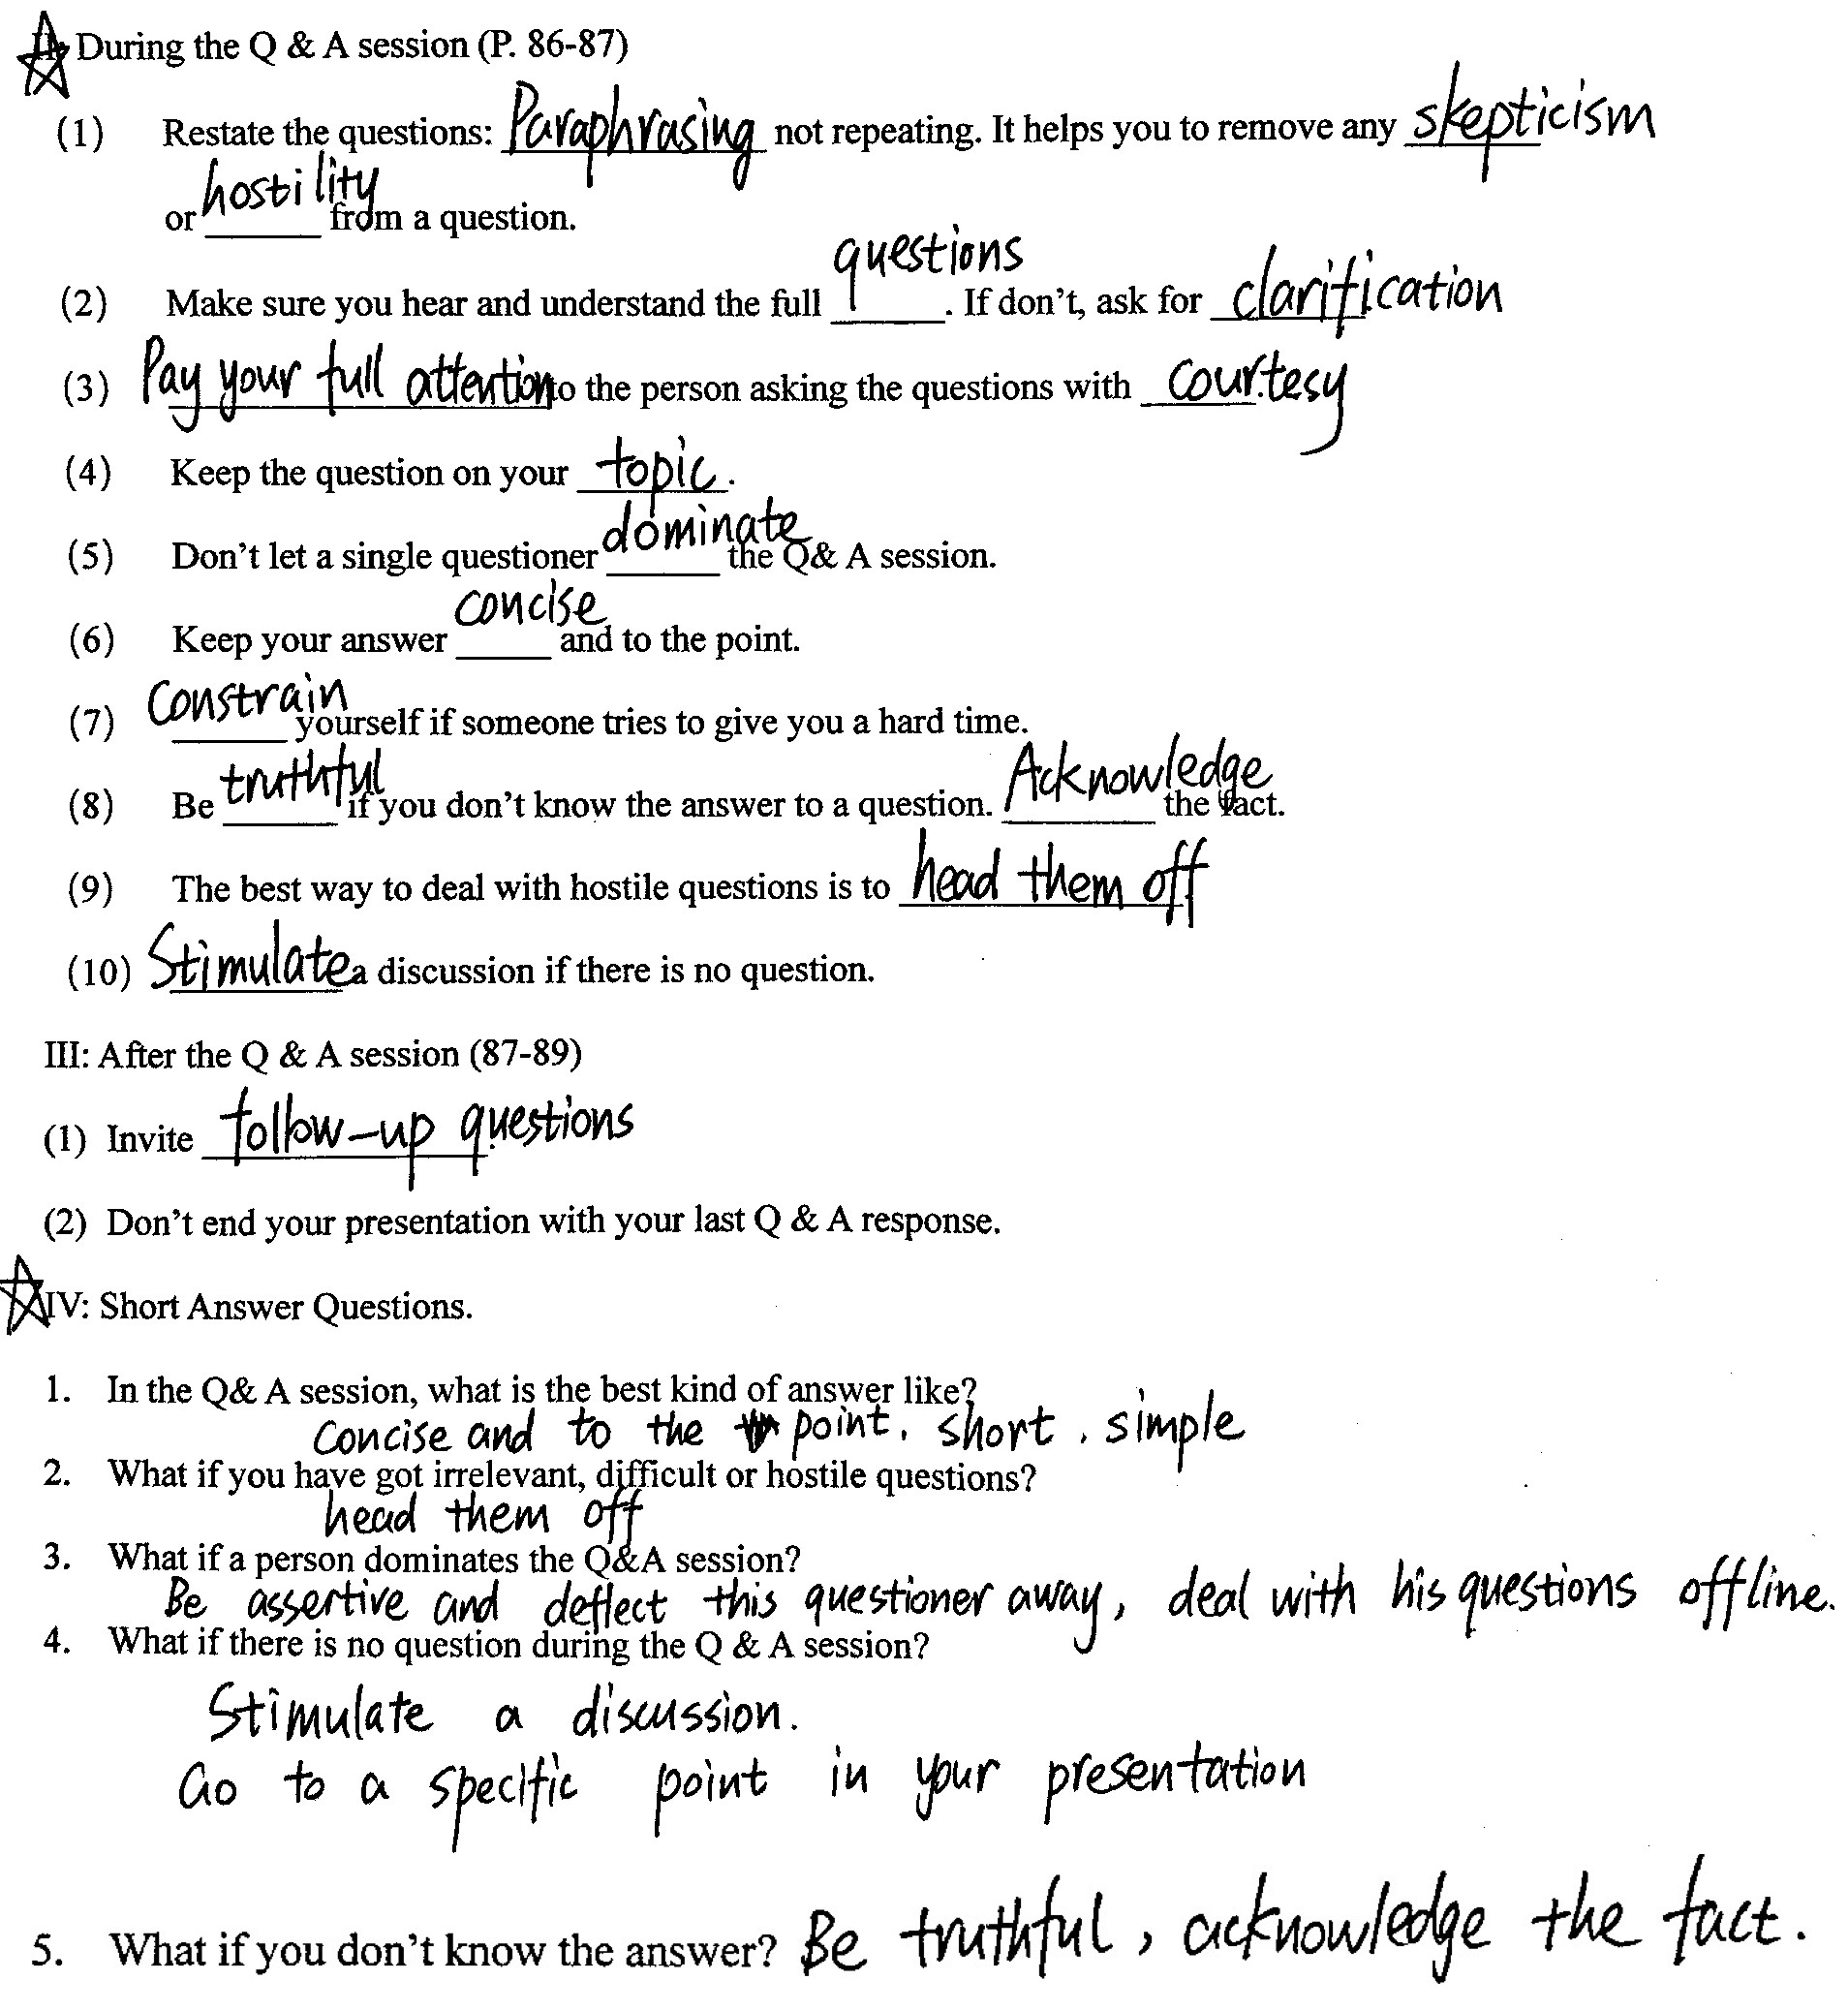 II: During the Q & A session (P. 86-87)
(1) Restate the questions: Paraphrasing not repeating. It helps you to remove any skepticism
or hostility from a question.
(2) Make sure you hear and understand the full questions. If don't, ask for clarification
(3) Pay your full attention to the person asking the questions with courtesy
(4) Keep the question on your topic.
(5) Don't let a single questioner dominate the Q& A session.
(6) Keep your answer concise and to the point.
(7) Constrain yourself if someone tries to give you a hard time.
(8) Be truthful if you don't know the answer to a question. Acknowledge the fact.
(9) The best way to deal with hostile questions is to head them off
(10) Stimulate a discussion if there is no question.
III: After the Q & A session (87-89)
(1) Invite follow-up questions
(2) Don't end your presentation with your last Q & A response.
IV: Short Answer Questions.
1. In the Q& A session, what is the best kind of answer like?
Concise and to the point. short. simple
2. What if you have got irrelevant, difficult or hostile questions?
head them off
3. What if a person dominates the Q&A session?
Be assertive and deflect this questioner away, deal with his questions offline.
4. What if there is no question during the Q & A session?
Stimulate a discussion.
Go to a specific point in your presentation
5. What if you don't know the answer? Be truthful, acknowledge the fact.